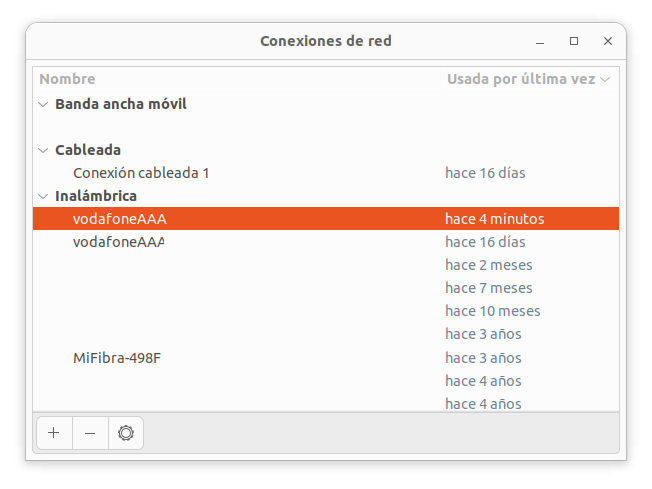 Conexiones de red
Nombre Usada por última vez
Banda ancha móvil
Cableada
Conexión cableada 1 hace 16 días
Inalámbrica
vodafoneAAA hace 4 minutos
vodafoneAAA hace 16 días
hace 2 meses
hace 7 meses
hace 10 meses
hace 3 años
MiFibra-498F hace 3 años
hace 4 años
hace 4 años